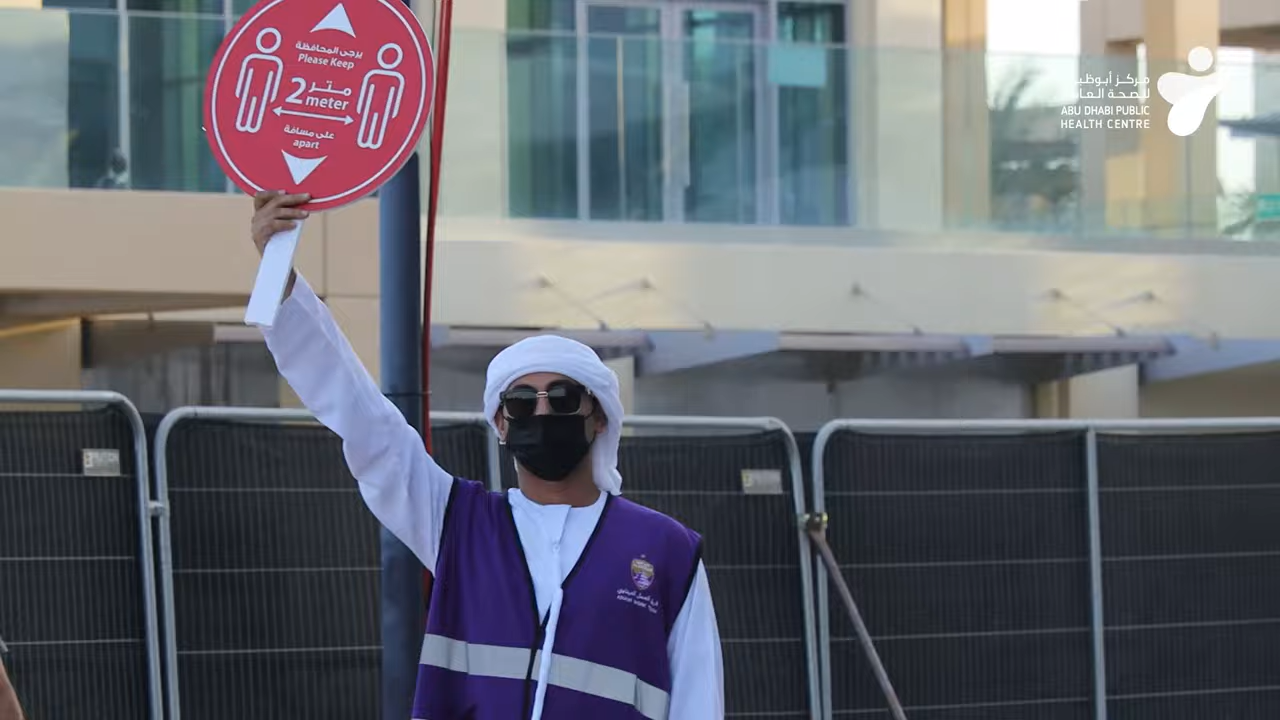 يرجى المحافظة
Please Keep
2 متر
meter
على مسافة
apart
مركز أبوظبي
للصحة العامة
ABU DHABI PUBLIC
HEALTH CENTRE